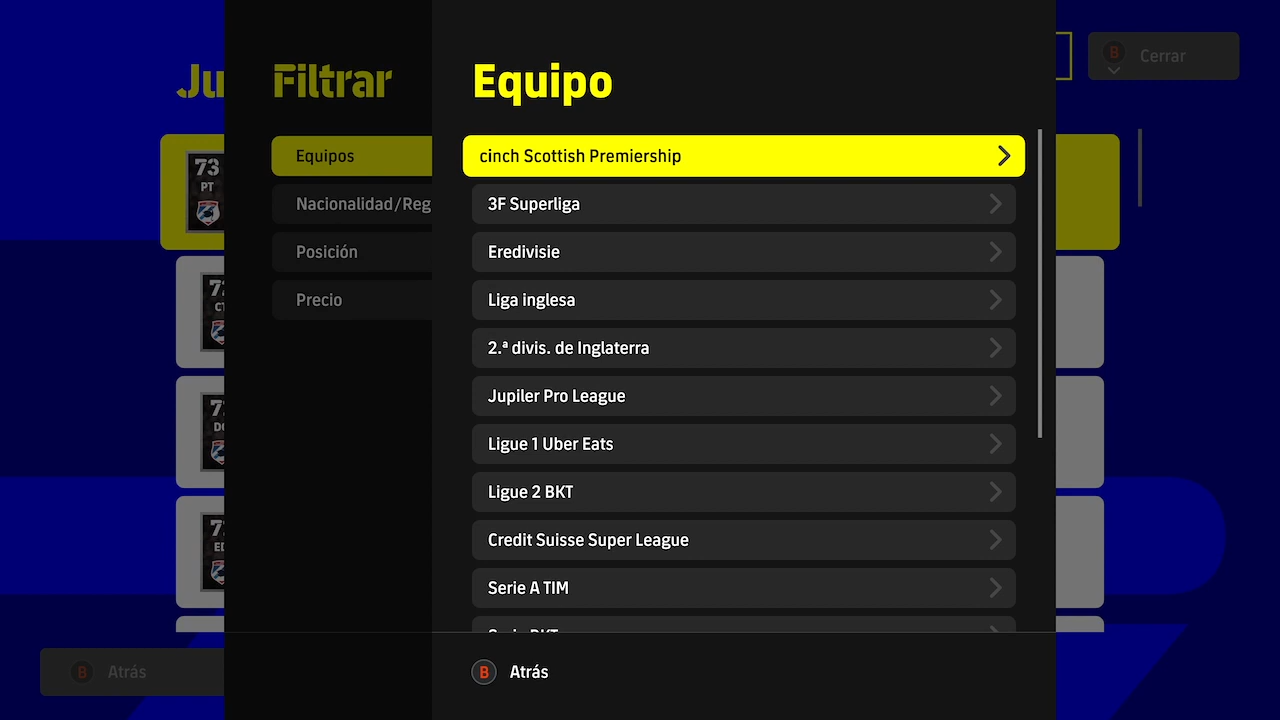 Ju
Filtrar
Equipo
B
Cerrar
Equipos
Nacionalidad/Reg
Posición
Precio
cinch Scottish Premiership
3F Superliga
Eredivisie
Liga inglesa
2.ª divis. de Inglaterra
Jupiler Pro League
Ligue 1 Uber Eats
Ligue 2 BKT
Credit Suisse Super League
Serie A TIM
73
PT
B
Atrás
B
Atrás